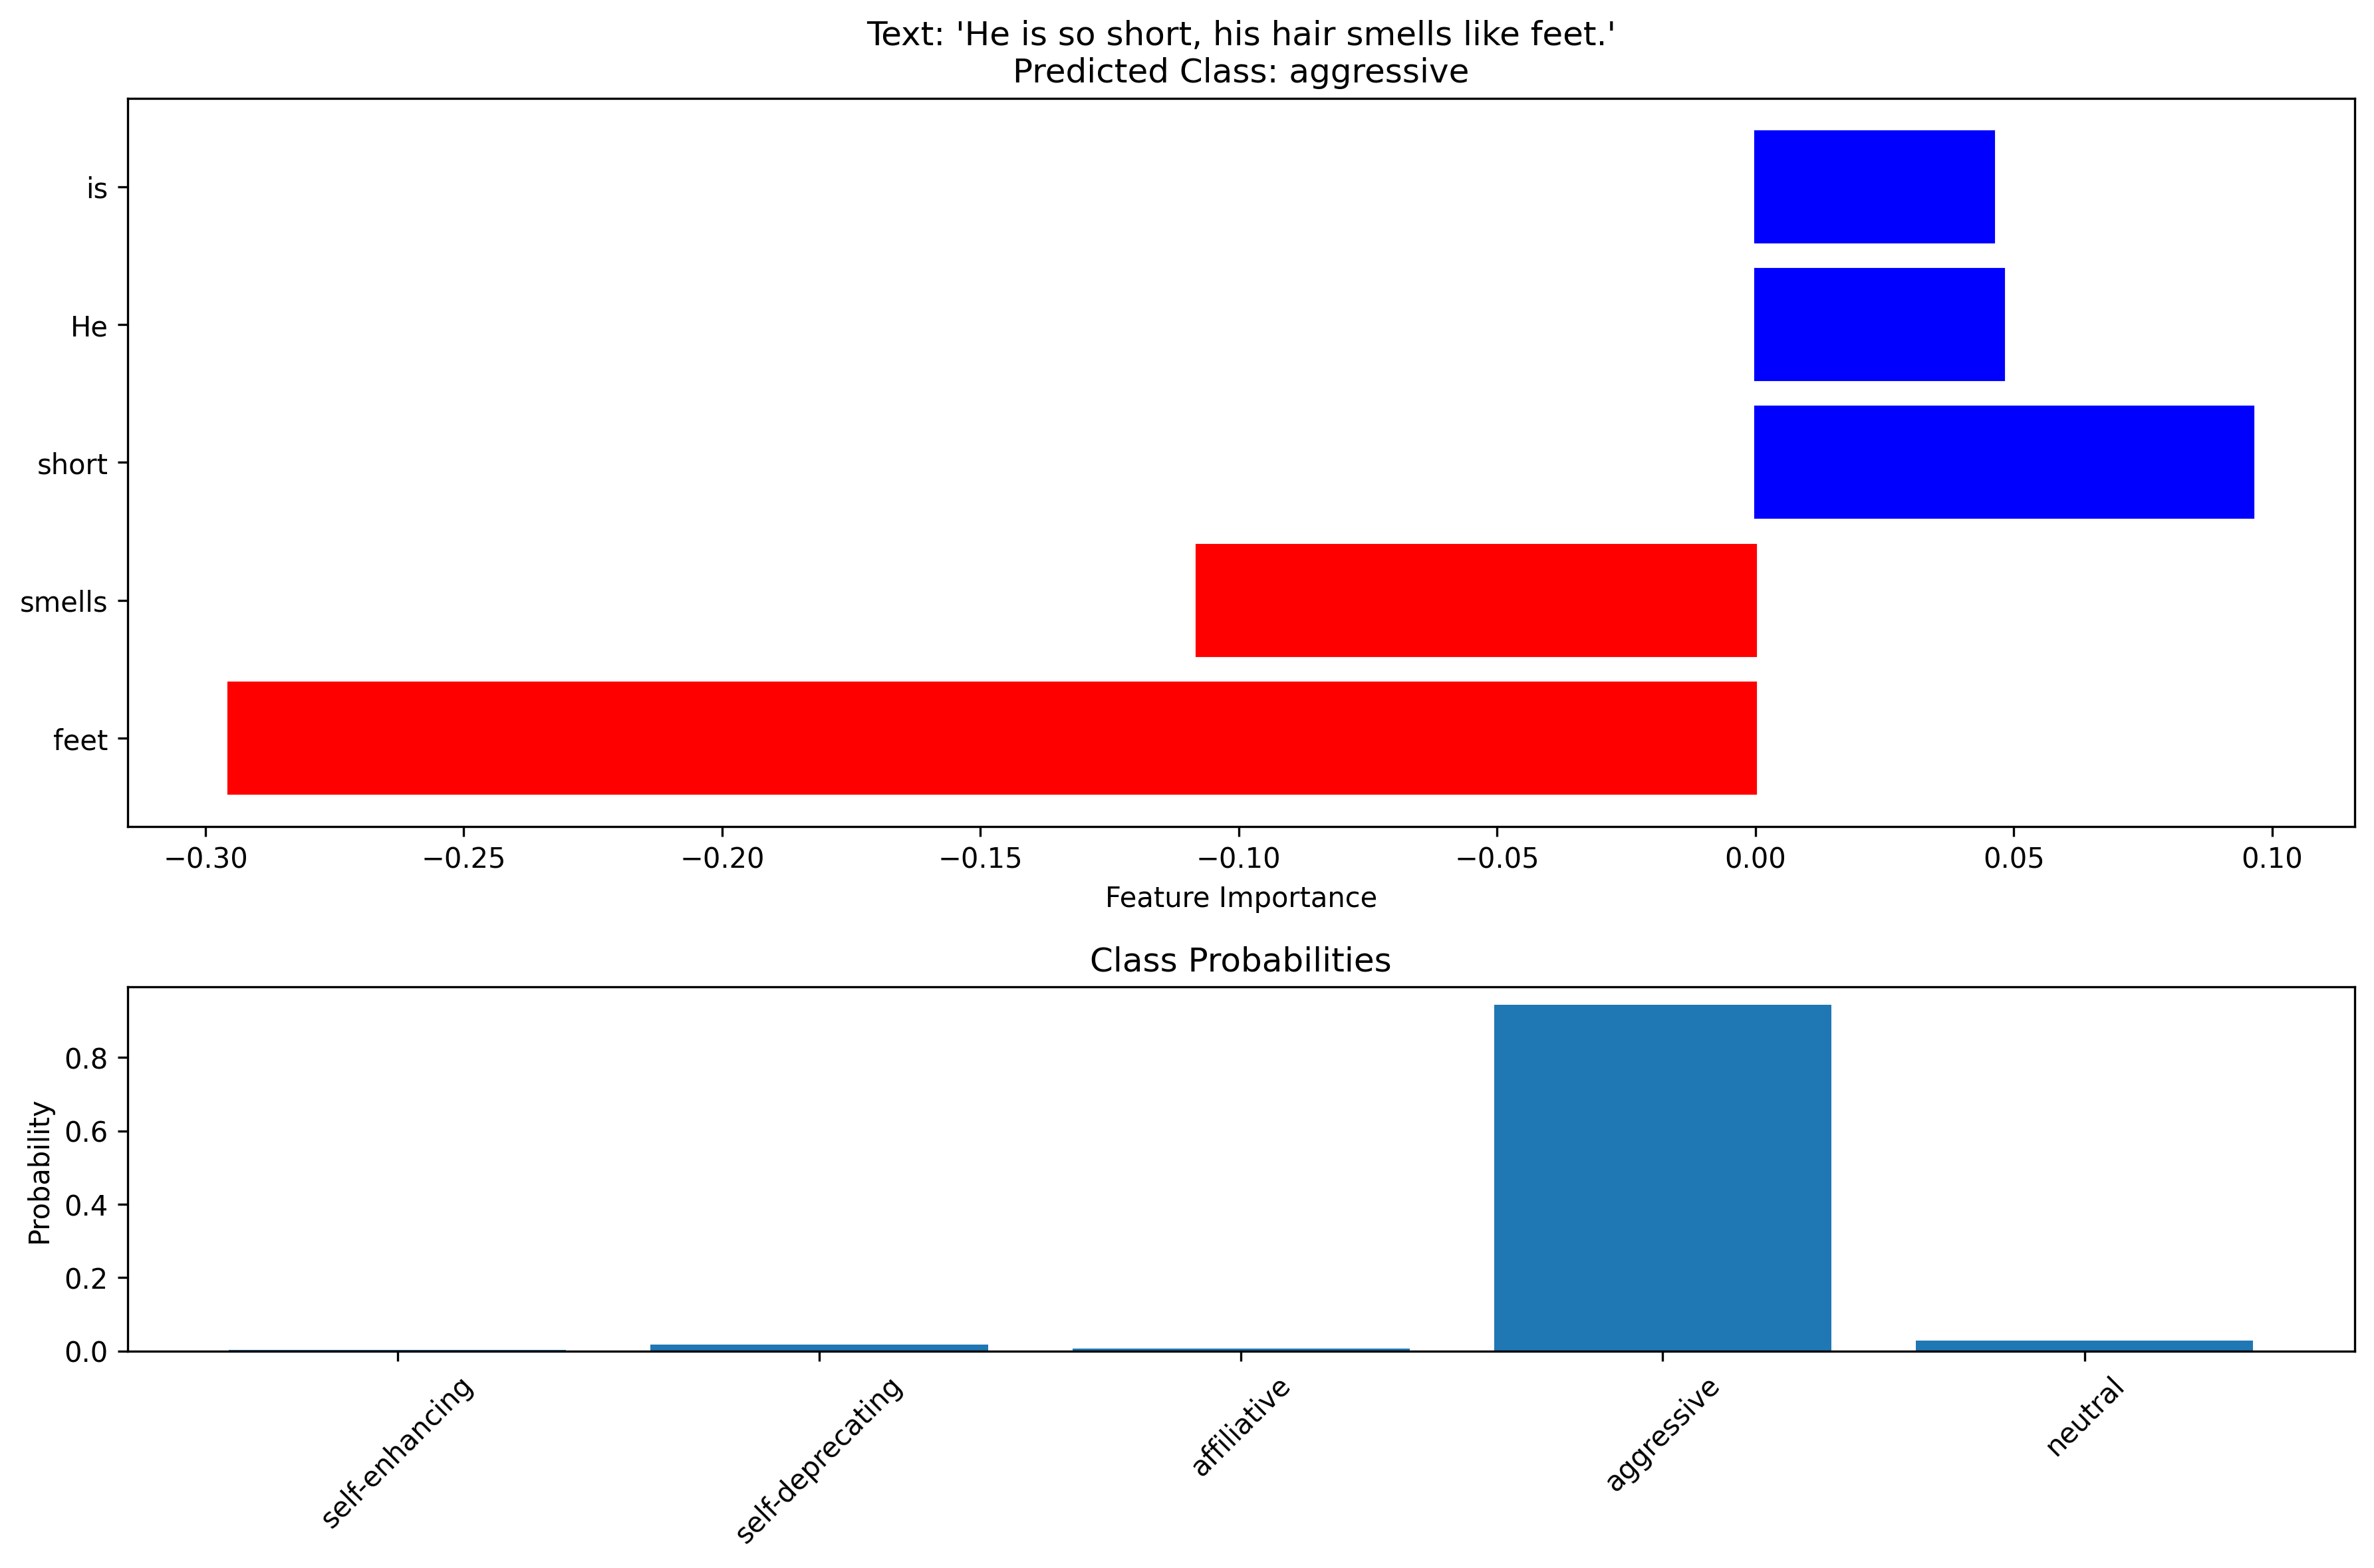 Text: 'He is so short, his hair smells like feet.'
Predicted Class: aggressive
is
He
short
smells
feet
−0.30 −0.25 −0.20 −0.15 −0.10 −0.05 0.00 0.05 0.10
Feature Importance
Class Probabilities
Probability
0.8
0.6
0.4
0.2
0.0
self-enhancing self-deprecating affiliative aggressive neutral